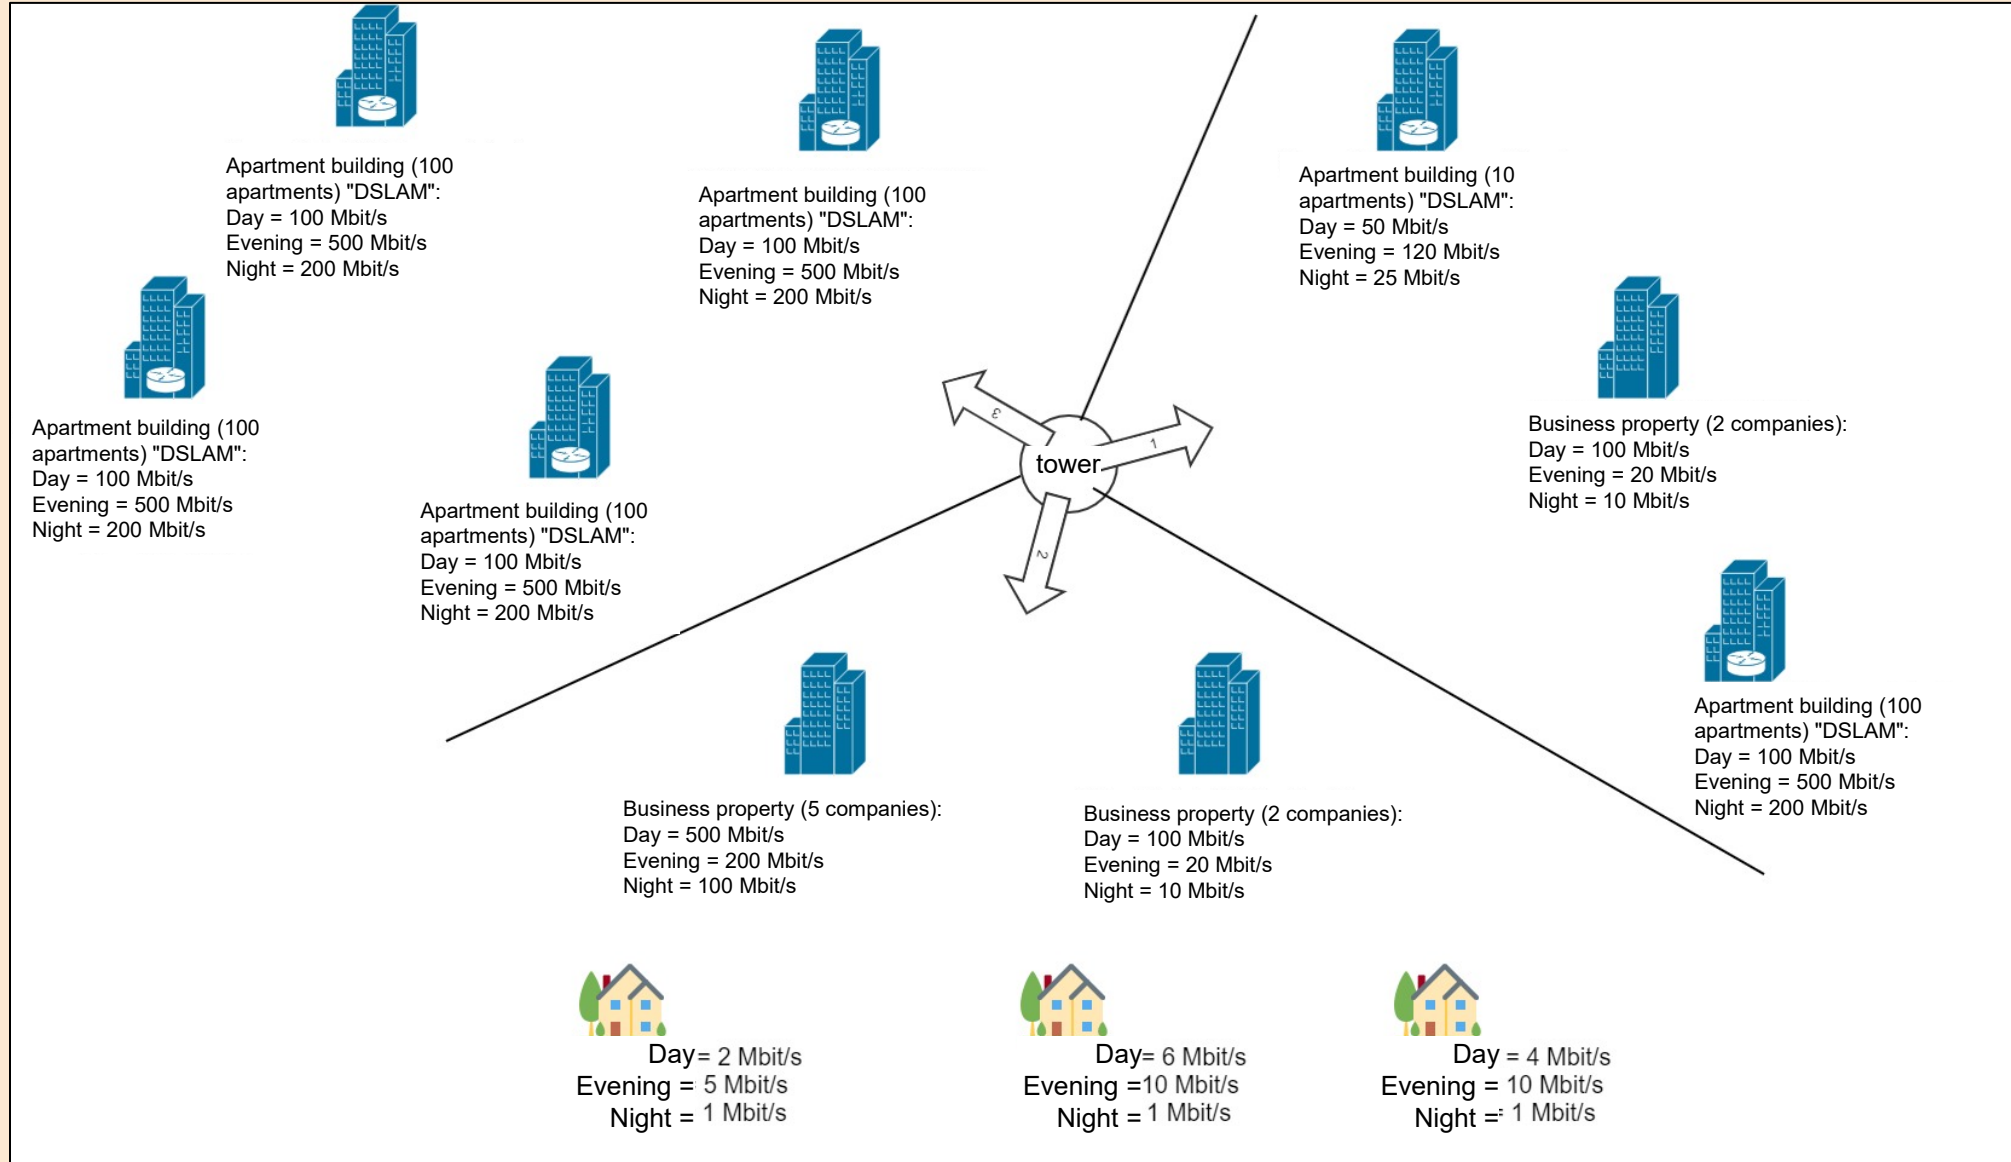 Apartment building (100
apartments) "DSLAM":
Day = 100 Mbit/s
Evening = 500 Mbit/s
Night = 200 Mbit/s
Apartment building (100
apartments) "DSLAM":
Day = 100 Mbit/s
Evening = 500 Mbit/s
Night = 200 Mbit/s
Apartment building (10
apartments) "DSLAM":
Day = 50 Mbit/s
Evening = 120 Mbit/s
Night = 25 Mbit/s
Apartment building (100
apartments) "DSLAM":
Day = 100 Mbit/s
Evening = 500 Mbit/s
Night = 200 Mbit/s
Apartment building (100
apartments) "DSLAM":
Day = 100 Mbit/s
Evening = 500 Mbit/s
Night = 200 Mbit/s
3
1
tower
2
Business property (2 companies):
Day = 100 Mbit/s
Evening = 20 Mbit/s
Night = 10 Mbit/s
Apartment building (100
apartments) "DSLAM":
Day = 100 Mbit/s
Evening = 500 Mbit/s
Night = 200 Mbit/s
Business property (5 companies):
Day = 500 Mbit/s
Evening = 200 Mbit/s
Night = 100 Mbit/s
Business property (2 companies):
Day = 100 Mbit/s
Evening = 20 Mbit/s
Night = 10 Mbit/s
Day= 2 Mbit/s
Evening = 5 Mbit/s
Night = 1 Mbit/s
Day= 6 Mbit/s
Evening =10 Mbit/s
Night = 1 Mbit/s
Day = 4 Mbit/s
Evening = 10 Mbit/s
Night = 1 Mbit/s